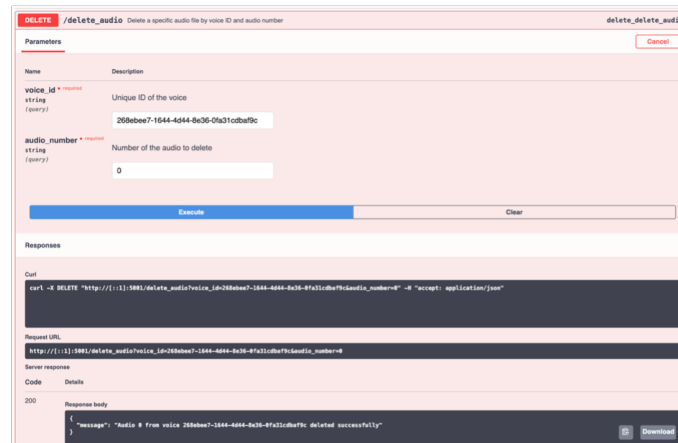 DELETE /delete_audio Delete a specific audio file by voice ID and audio number delete_delete_audi
Parameters Cancel
Name Description
voice_id * required
string
(query)
Unique ID of the voice
268ebee7-1644-4d44-8e36-0fa31cdbaf9c
audio_number * required
string
(query)
Number of the audio to delete
0
Execute Clear
Responses
Curl
curl -X DELETE "http://[::1]:5001/delete_audio?voice_id=268ebee7-1644-4d44-8e36-0fa31cdbaf9c&audio_number=0" -H "accept: application/json"
Request URL
http://[::1]:5001/delete_audio?voice_id=268ebee7-1644-4d44-8e36-0fa31cdbaf9c&audio_number=0
Server response
Code Details
200
Response body
{
"message": "Audio 0 from voice 268ebee7-1644-4d44-8e36-0fa31cdbaf9c deleted successfully"
}
Download